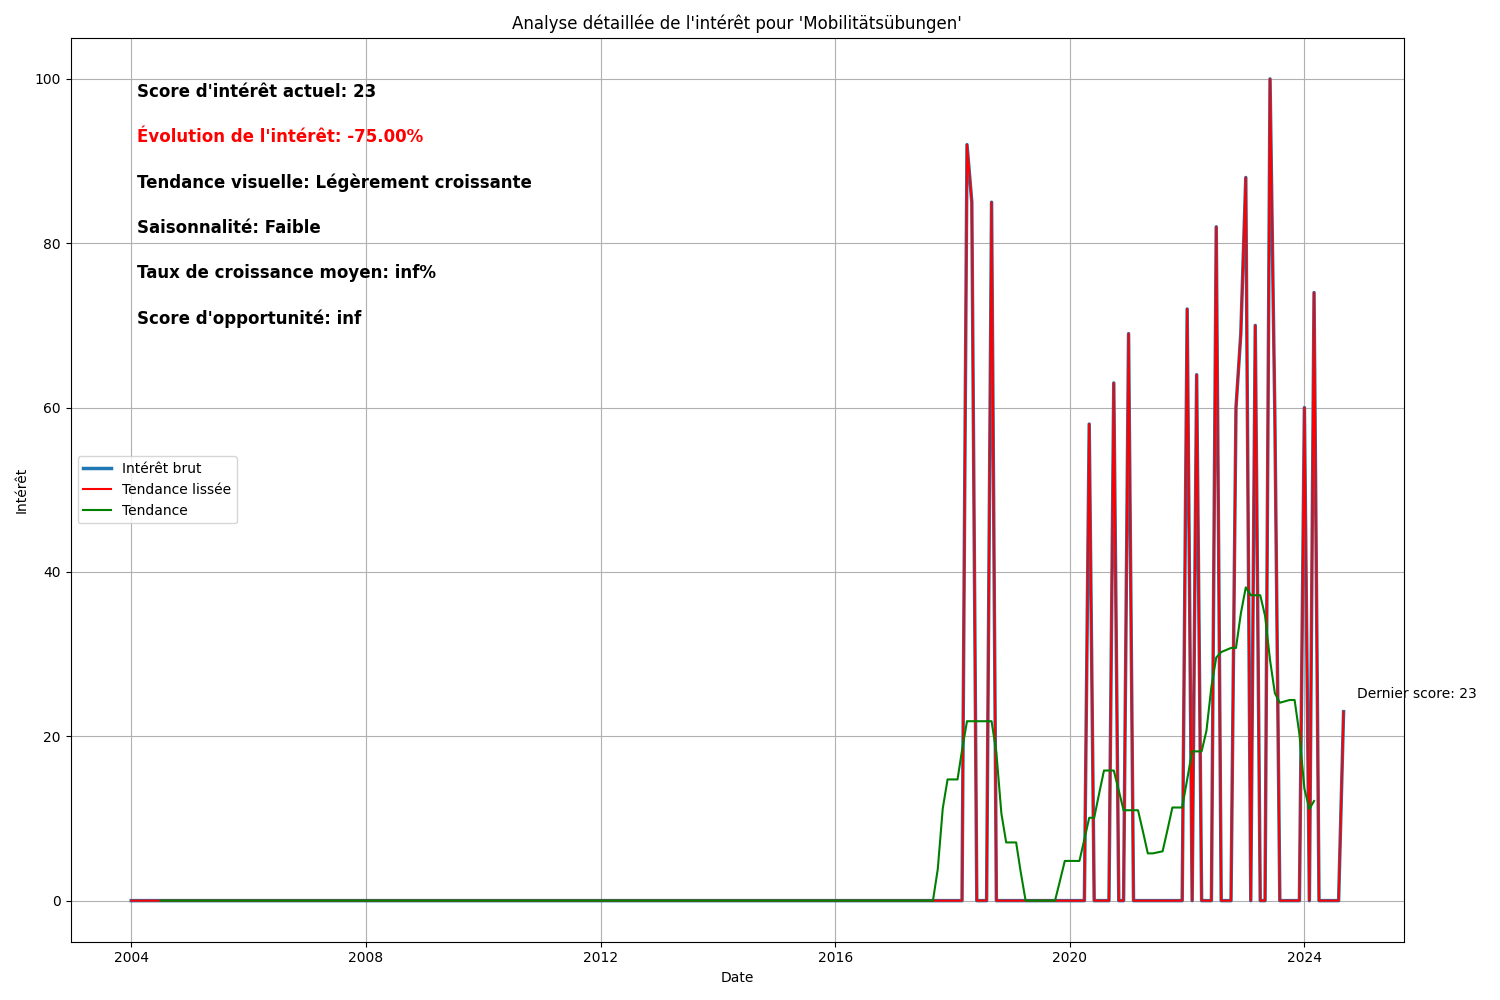 Analyse détaillée de l'intérêt pour 'Mobilitätsübungen'
Score d'intérêt actuel: 23
Évolution de l'intérêt: -75.00%
Tendance visuelle: Légèrement croissante
Saisonnalité: Faible
Taux de croissance moyen: inf%
Score d'opportunité: inf
Intérêt brut
Tendance lissée
Tendance
Dernier score: 23
Intérêt
100
80
60
40
20
0
2004
2008
2012
2016
2020
2024
Date